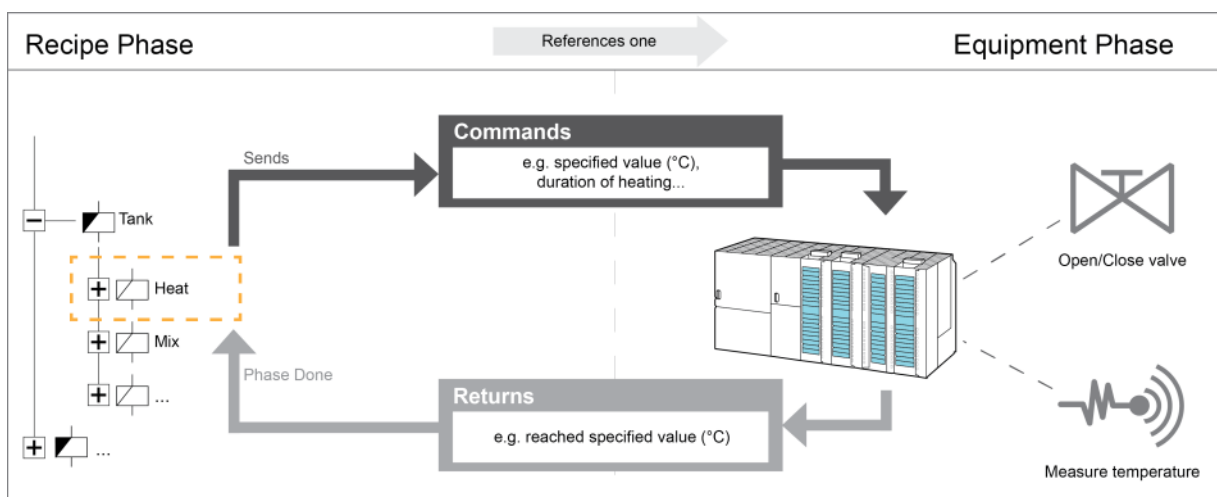 Recipe Phase
References one
Equipment Phase
Commands
e.g. specified value (°C),
duration of heating...
Sends
Tank
Heat
Mix
...
...
Phase Done
Returns
e.g. reached specified value (°C)
Open/Close valve
Measure temperature